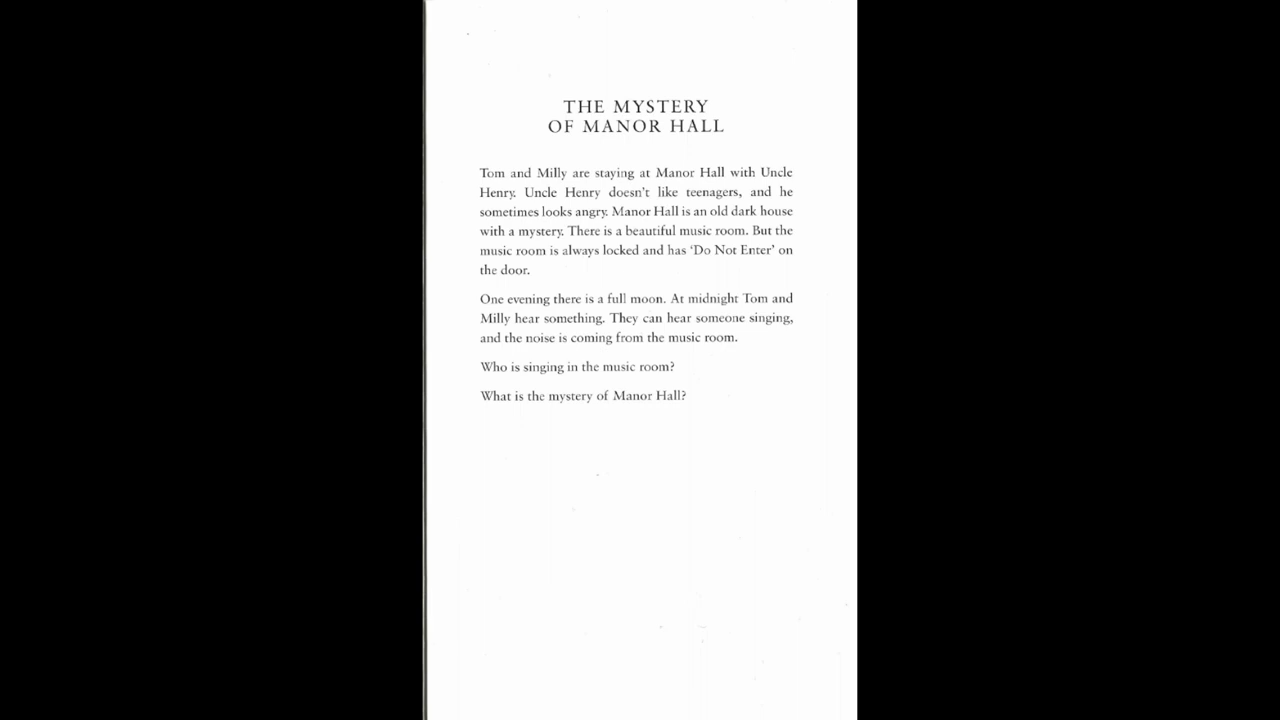 THE MYSTERY
OF MANOR HALL
Tom and Milly are staying at Manor Hall with Uncle
Henry. Uncle Henry doesn't like teenagers, and he
sometimes looks angry. Manor Hall is an old dark house
with a mystery. There is a beautiful music room. But the
music room is always locked and has 'Do Not Enter' on
the door.
One evening there is a full moon. At midnight Tom and
Milly hear something. They can hear someone singing,
and the noise is coming from the music room.
Who is singing in the music room?
What is the mystery of Manor Hall?